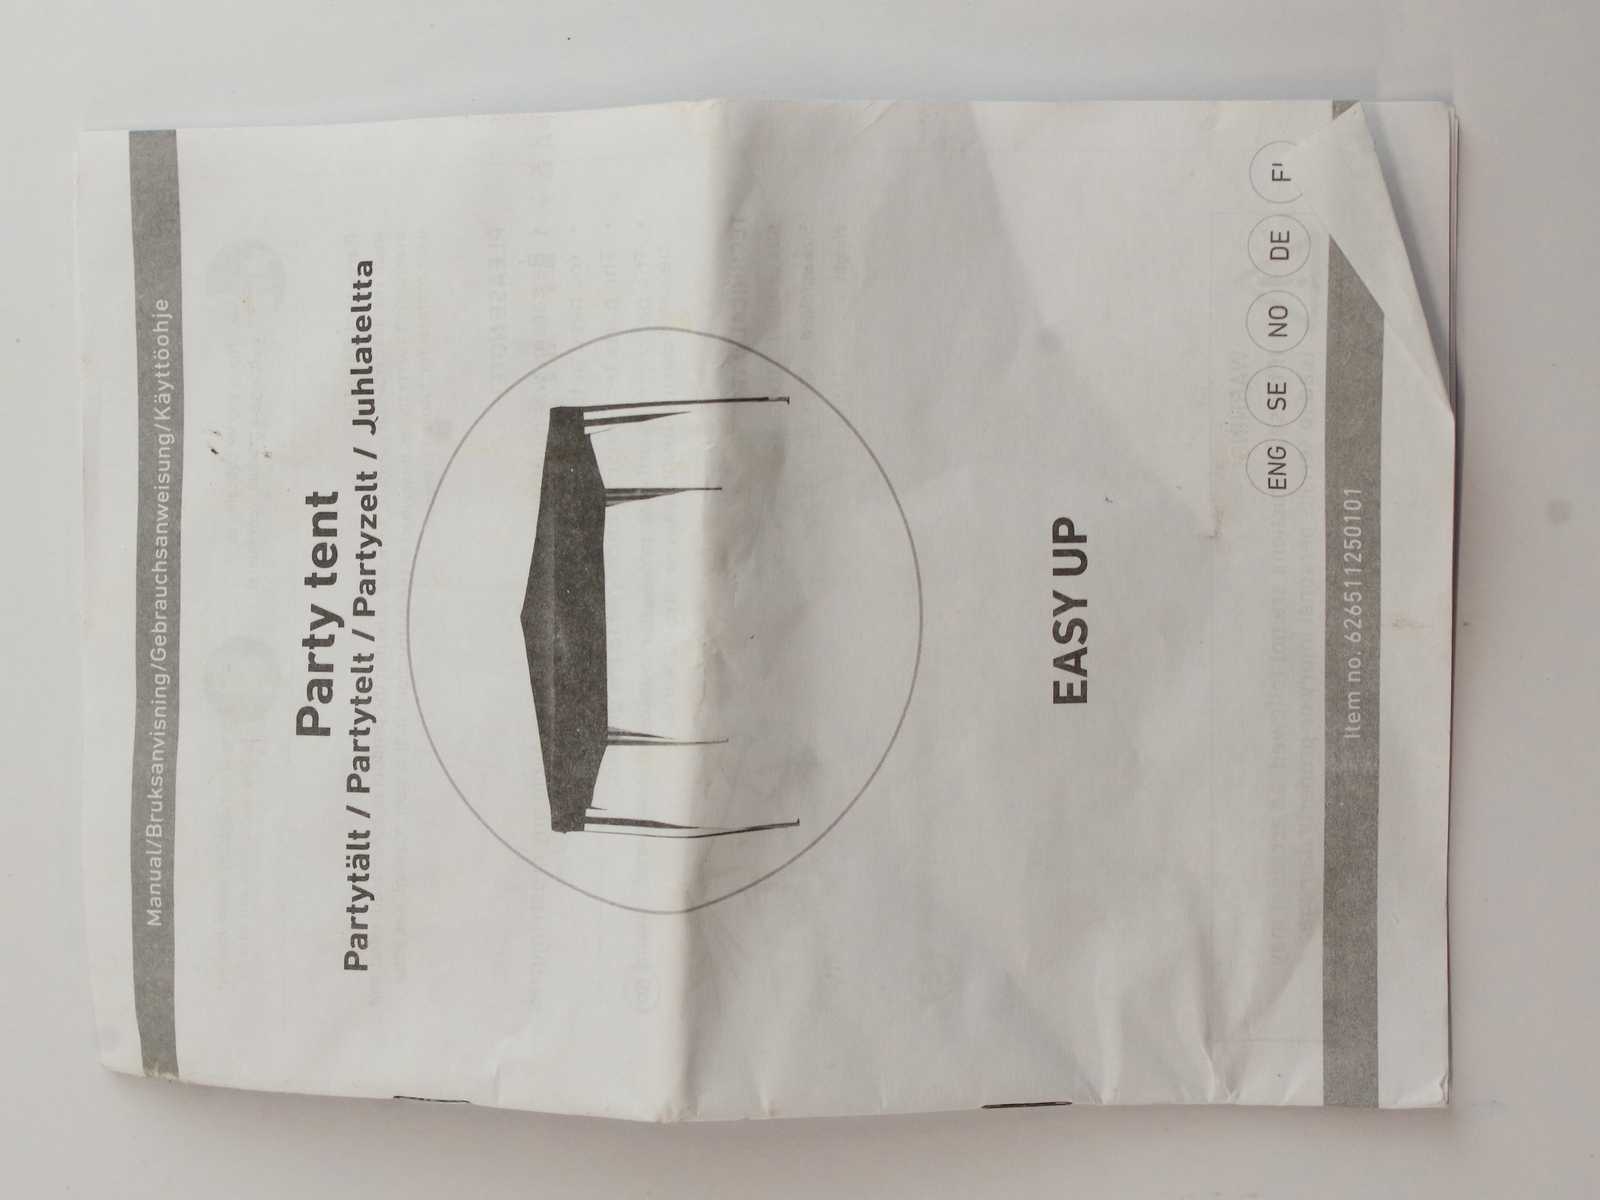 Manual/Bruksanvisning/Gebrauchsanweisung/Käyttöohje
Party tent
Partytält / Partytelt / Partyzelt / Juhlateltta
EASY UP
ENG SE NO DE
Item no. 626511250101